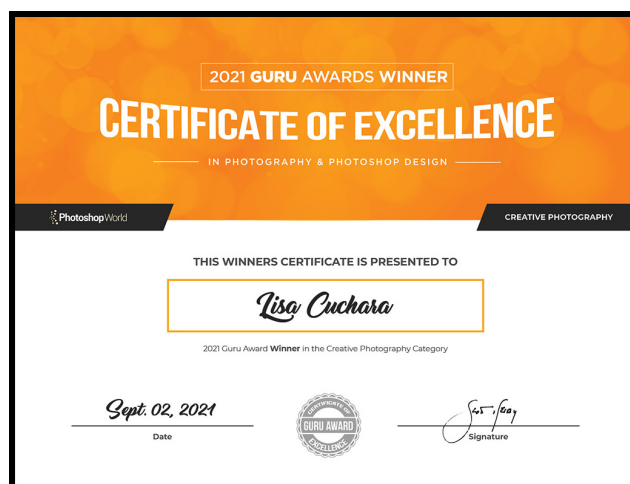 2021 GURU AWARDS WINNER
CERTIFICATE OF EXCELLENCE
IN PHOTOGRAPHY & PHOTOSHOP DESIGN
PhotoshopWorld
CREATIVE PHOTOGRAPHY
THIS WINNERS CERTIFICATE IS PRESENTED TO
Lisa Cuchara
2021 Guru Award Winner in the Creative Photography Category
Sept. 02, 2021
Date
CERTIFICATE OF
GURU AWARD
EXCELLENCE
Signature